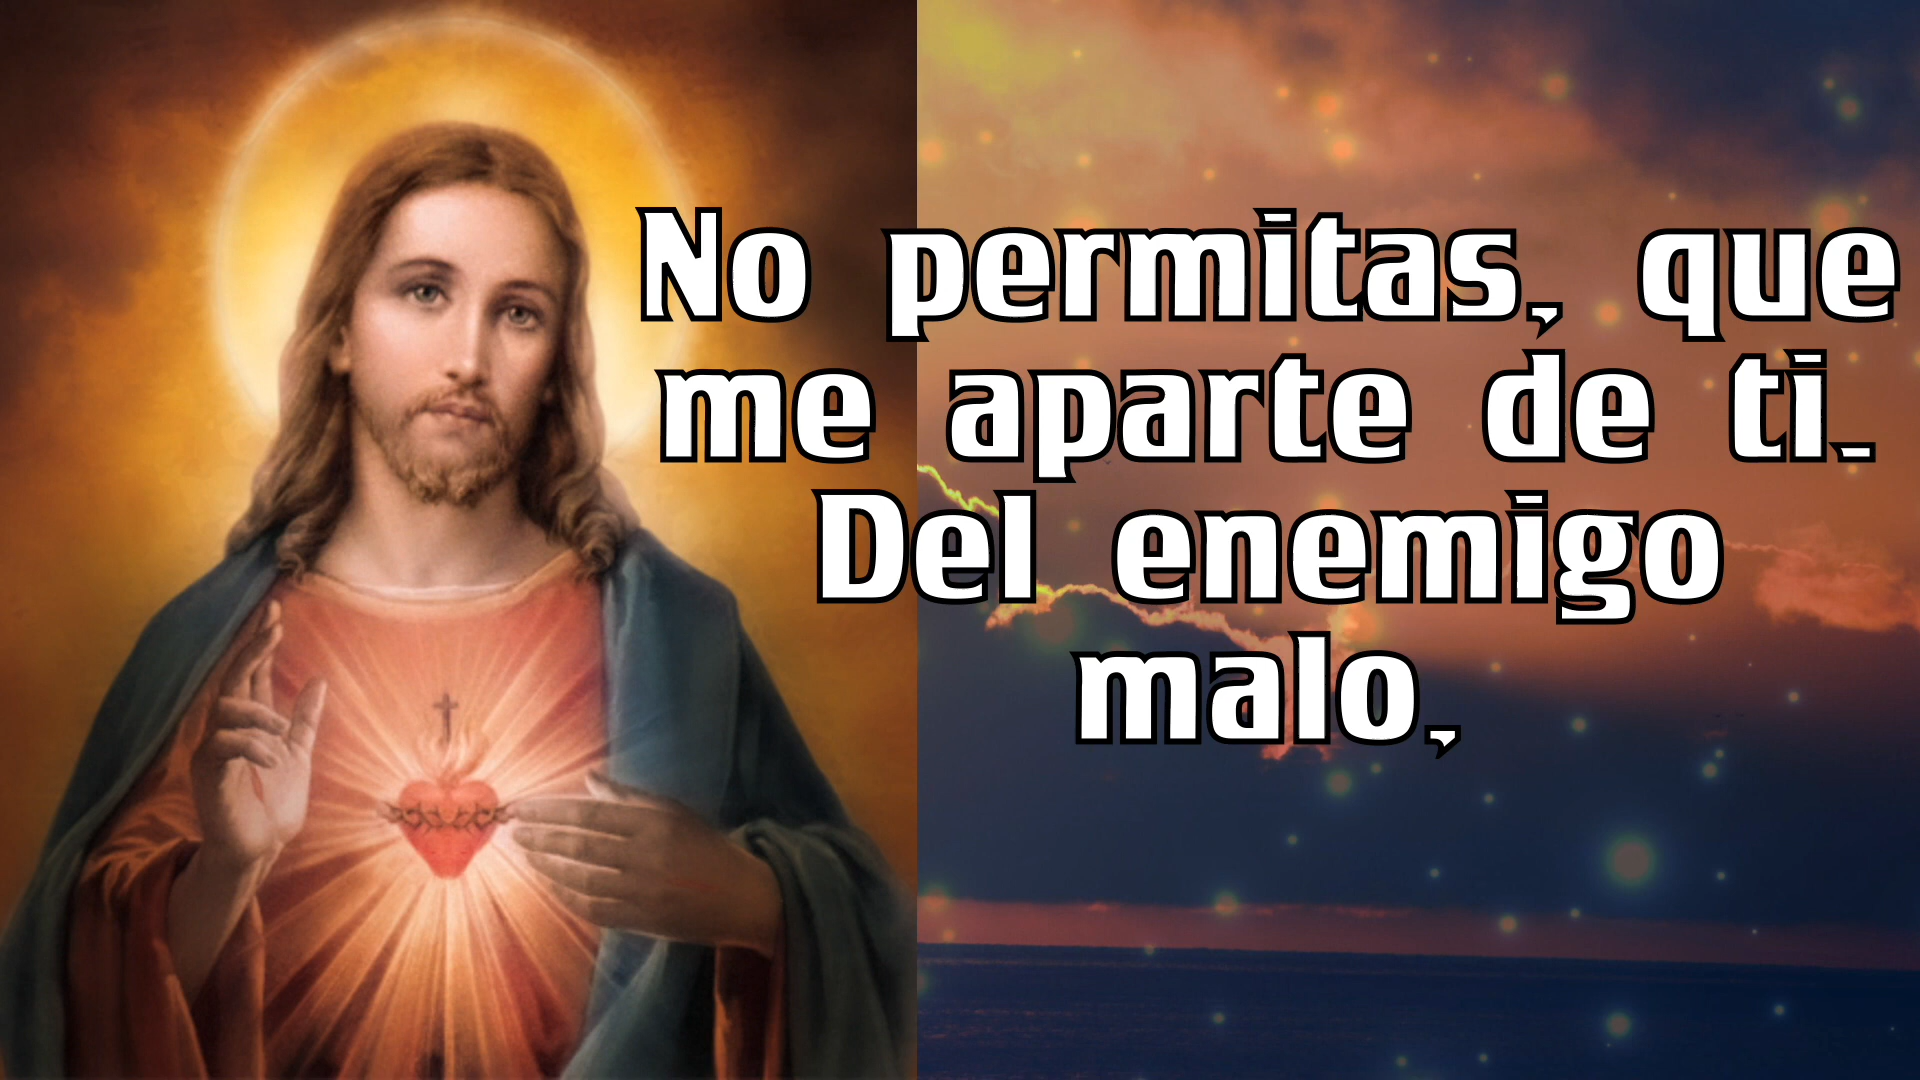 No permitas, que
me aparte de ti.
Del enemigo
malo,